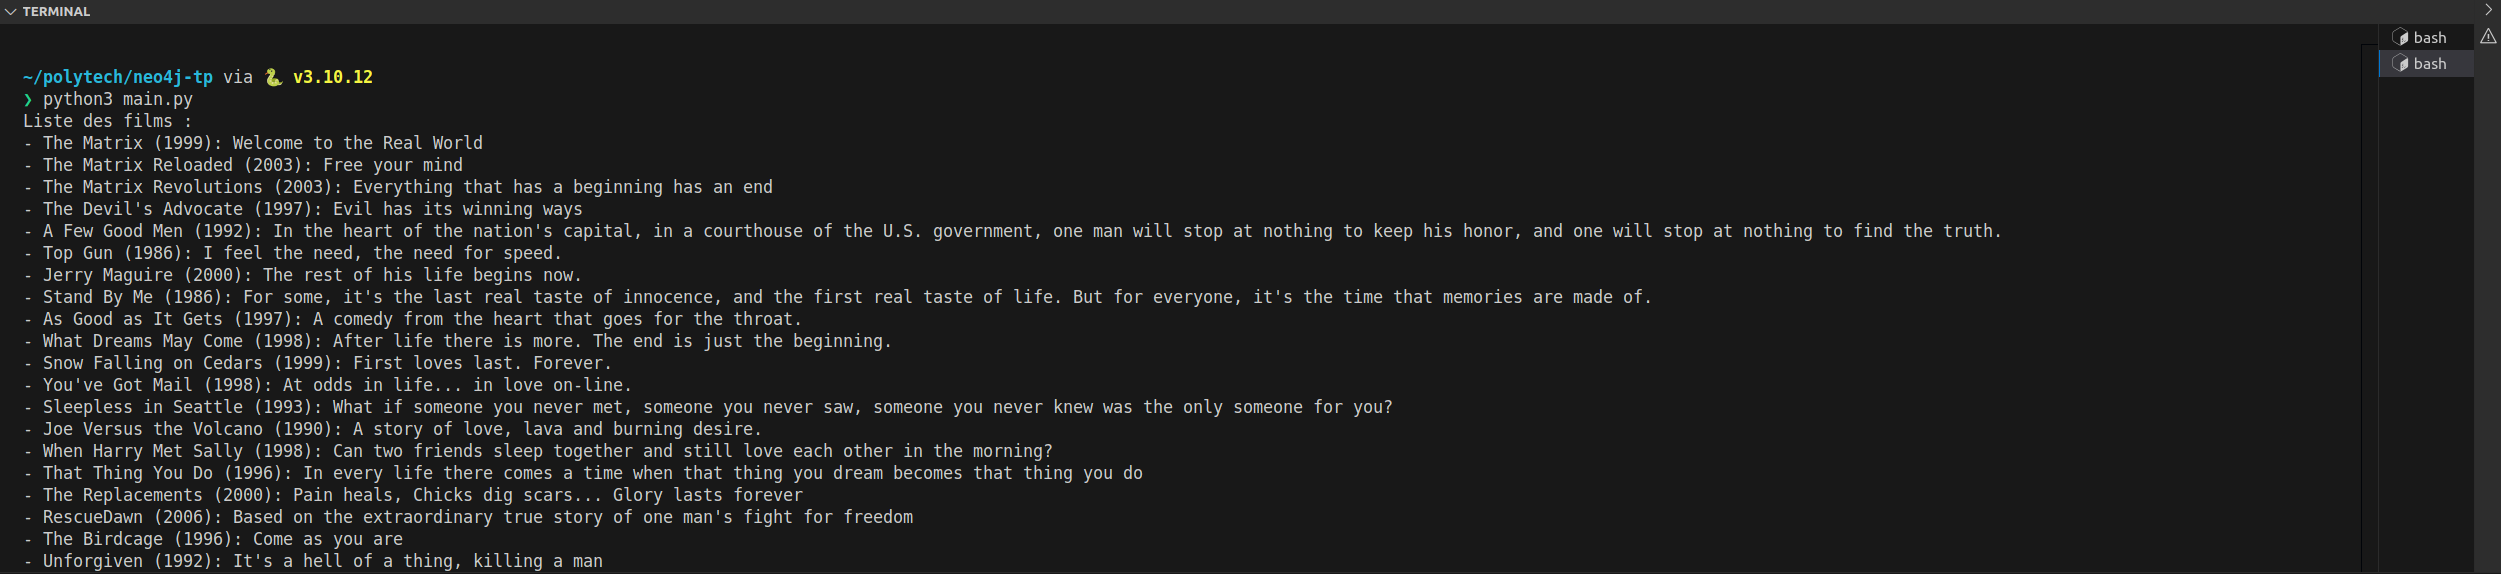 TERMINAL
bash
bash
~/polytech/neo4j-tp via 🐍 v3.10.12
❯ python3 main.py
Liste des films :
- The Matrix (1999): Welcome to the Real World
- The Matrix Reloaded (2003): Free your mind
- The Matrix Revolutions (2003): Everything that has a beginning has an end
- The Devil's Advocate (1997): Evil has its winning ways
- A Few Good Men (1992): In the heart of the nation's capital, in a courthouse of the U.S. government, one man will stop at nothing to keep his honor, and one will stop at nothing to find the truth.
- Top Gun (1986): I feel the need, the need for speed.
- Jerry Maguire (2000): The rest of his life begins now.
- Stand By Me (1986): For some, it's the last real taste of innocence, and the first real taste of life. But for everyone, it's the time that memories are made of.
- As Good as It Gets (1997): A comedy from the heart that goes for the throat.
- What Dreams May Come (1998): After life there is more. The end is just the beginning.
- Snow Falling on Cedars (1999): First loves last. Forever.
- You've Got Mail (1998): At odds in life... in love on-line.
- Sleepless in Seattle (1993): What if someone you never met, someone you never saw, someone you never knew was the only someone for you?
- Joe Versus the Volcano (1990): A story of love, lava and burning desire.
- When Harry Met Sally (1998): Can two friends sleep together and still love each other in the morning?
- That Thing You Do (1996): In every life there comes a time when that thing you dream becomes that thing you do
- The Replacements (2000): Pain heals, Chicks dig scars... Glory lasts forever
- RescueDawn (2006): Based on the extraordinary true story of one man's fight for freedom
- The Birdcage (1996): Come as you are
- Unforgiven (1992): It's a hell of a thing, killing a man